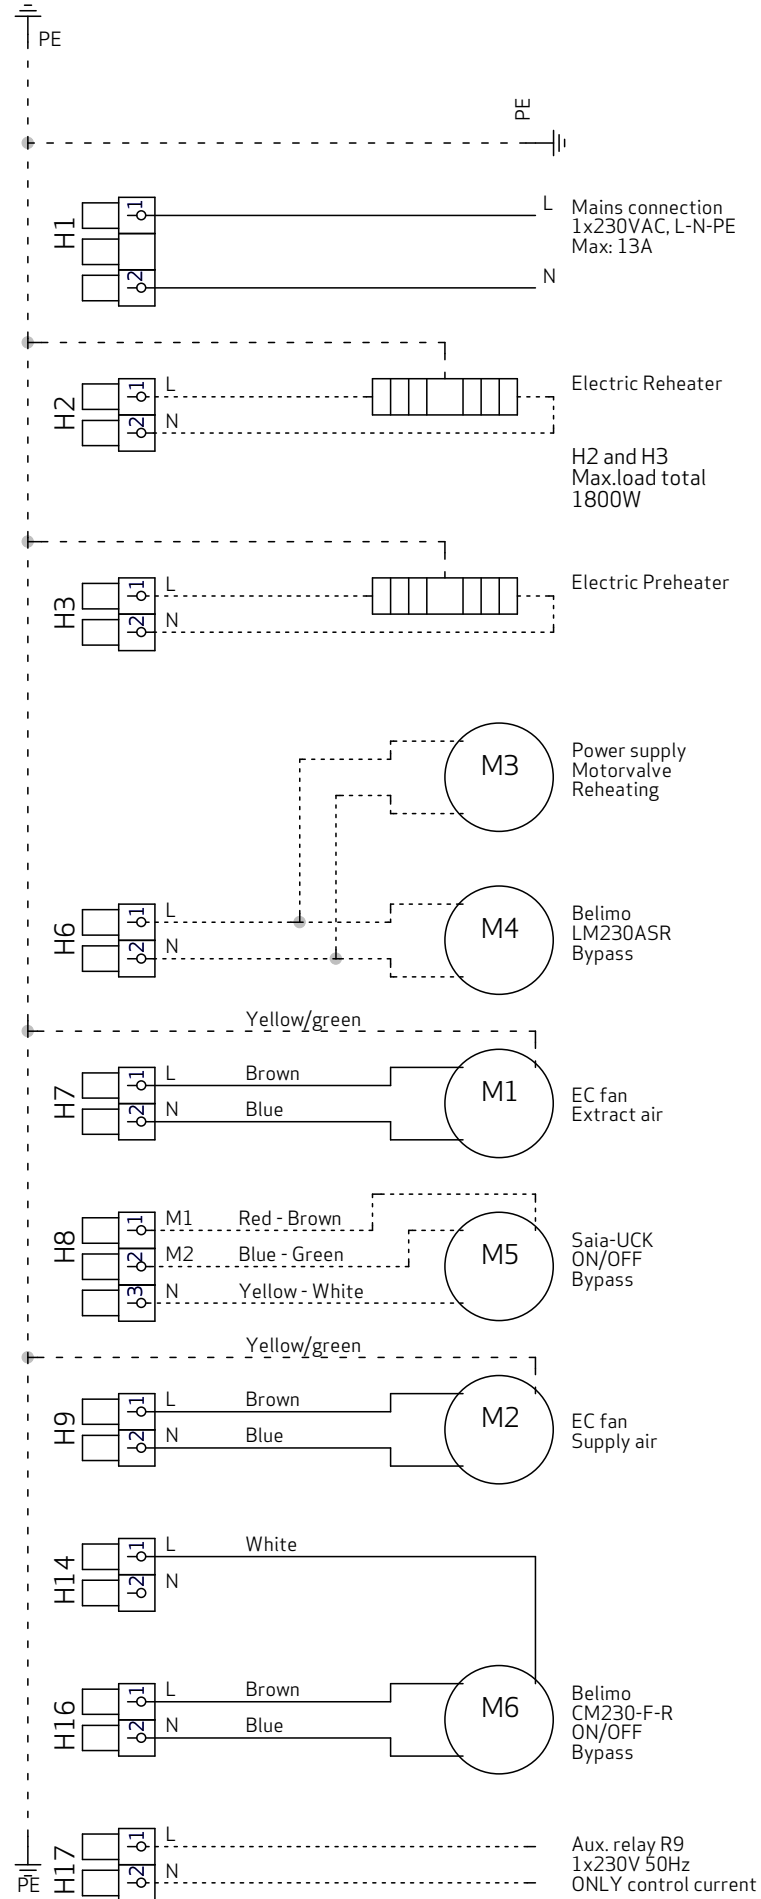 PE
PE
H1
1
2
L
N
Mains connection
1x230VAC, L-N-PE
Max: 13A
H2
1
2
L
N
Electric Reheater
H2 and H3
Max.load total
1800W
H3
1
2
L
N
Electric Preheater
M3
Power supply
Motorvalve
Reheating
H6
1
2
L
N
M4
Belimo
LM230ASR
Bypass
Yellow/green
H7
1
2
L Brown
N Blue
M1
EC fan
Extract air
H8
1
2
3
M1 Red - Brown
M2 Blue - Green
N Yellow - White
M5
Saia-UCK
ON/OFF
Bypass
Yellow/green
H9
1
2
L Brown
N Blue
M2
EC fan
Supply air
H14
1
2
L White
N
H16
1
2
L Brown
N Blue
M6
Belimo
CM230-F-R
ON/OFF
Bypass
PE
H17
1
2
L
N
Aux. relay R9
1x230V 50Hz
ONLY control current